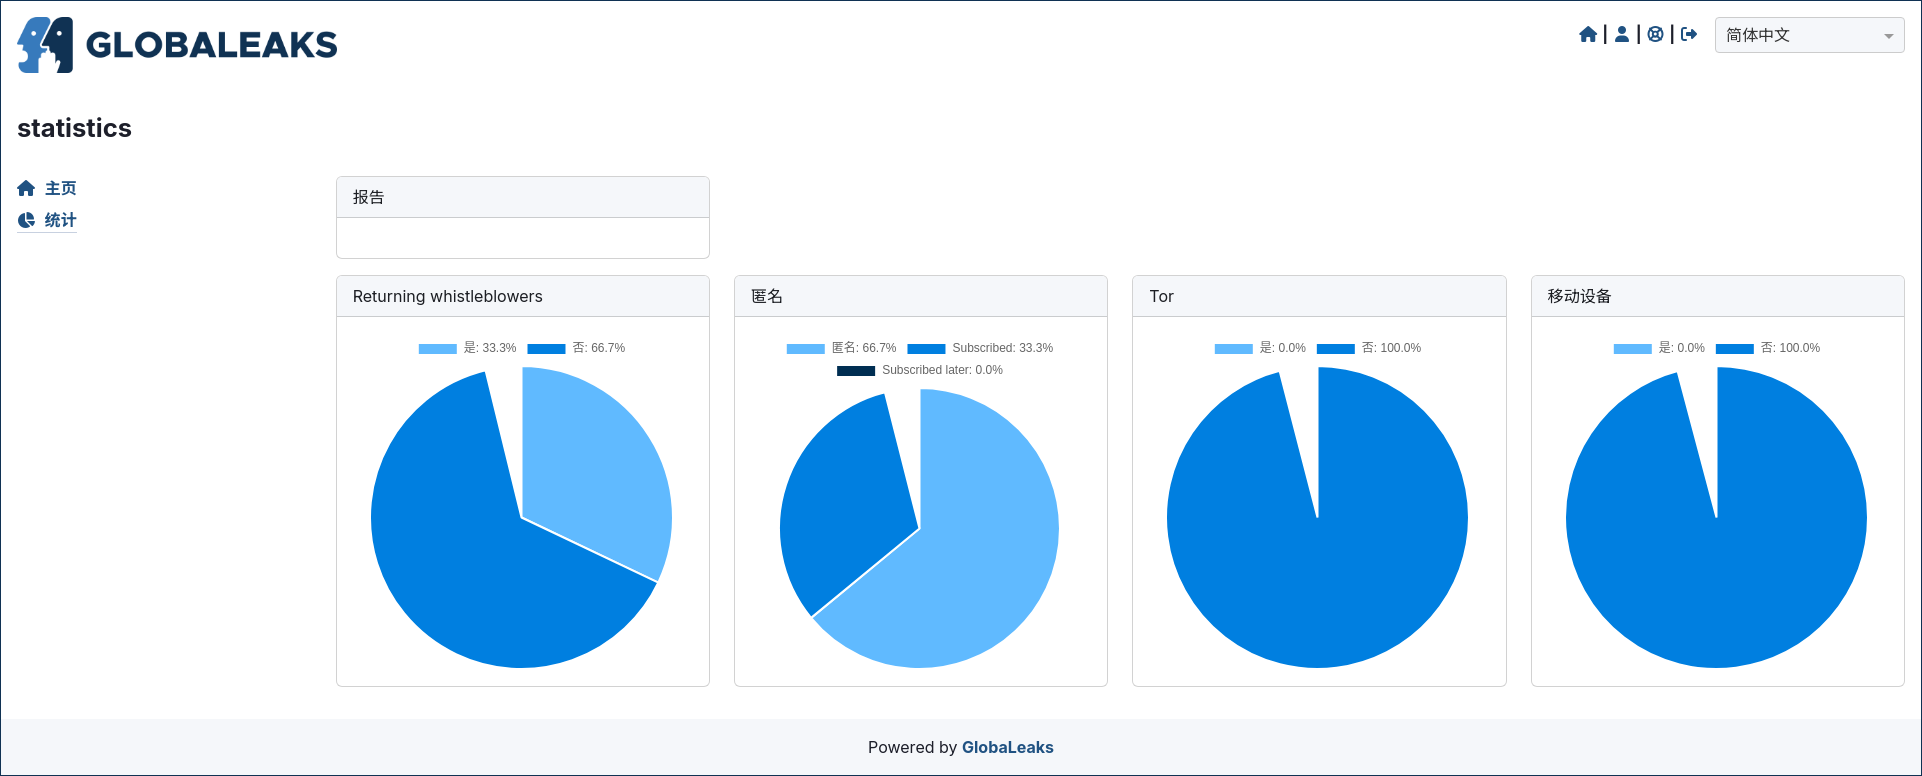 GLOBALEAKS
简体中文
statistics
主页
统计
报告
Returning whistleblowers
是: 33.3% 否: 66.7%
匿名
匿名: 66.7% Subscribed: 33.3%
Subscribed later: 0.0%
Tor
是: 0.0% 否: 100.0%
移动设备
是: 0.0% 否: 100.0%
Powered by GlobaLeaks